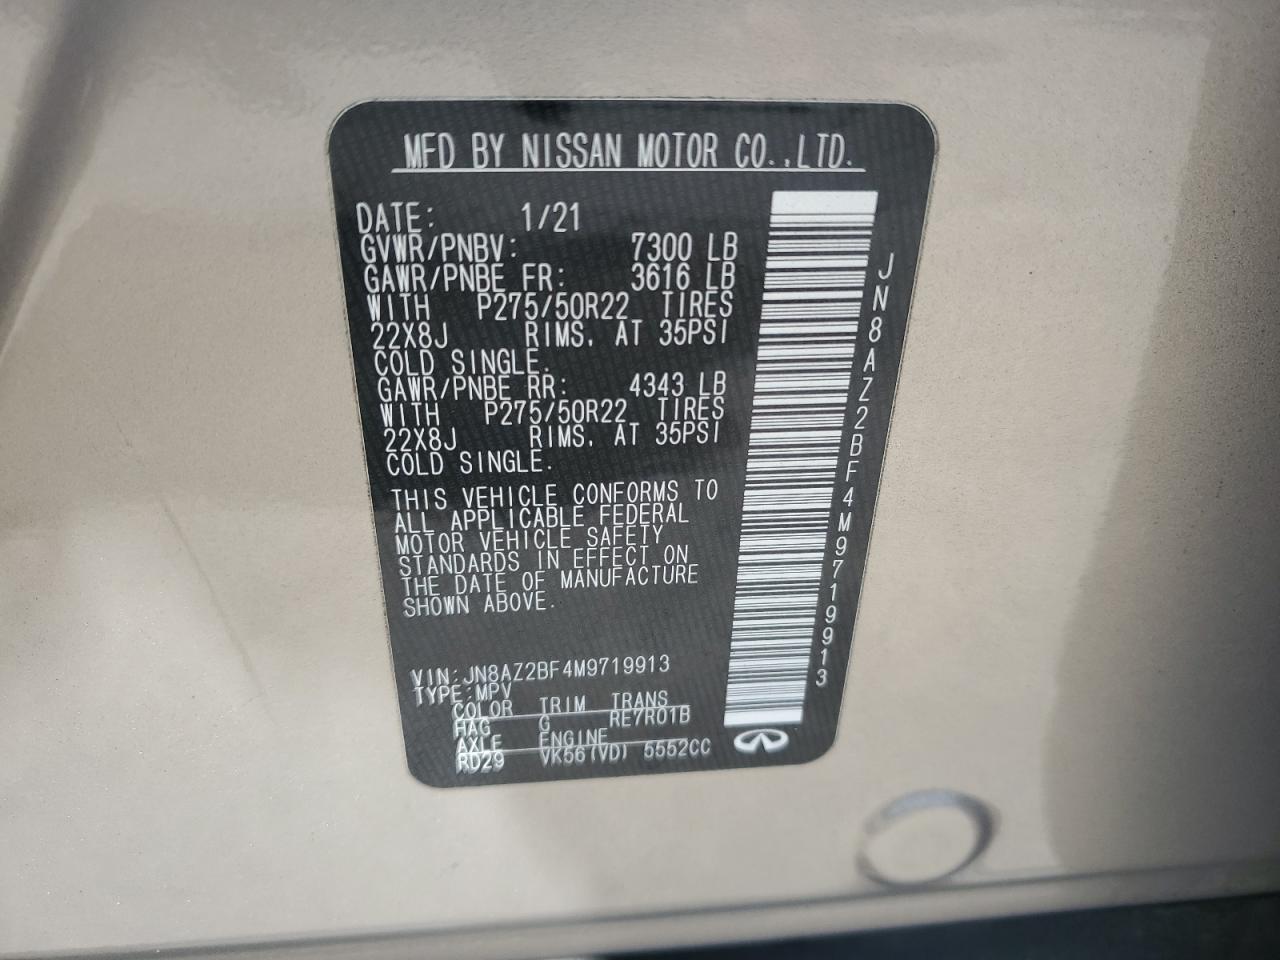 MFD BY NISSAN MOTOR CO.,LTD.
DATE: 1/21
GVWR/PNBV: 7300 LB
GAWR/PNBE FR: 3616 LB
WITH P275/50R22 TIRES
22X8J RIMS, AT 35PSI
COLD SINGLE.
GAWR/PNBE RR: 4343 LB
WITH P275/50R22 TIRES
22X8J RIMS, AT 35PSI
COLD SINGLE.
THIS VEHICLE CONFORMS TO
ALL APPLICABLE FEDERAL
MOTOR VEHICLE SAFETY
STANDARDS IN EFFECT ON
THE DATE OF MANUFACTURE
SHOWN ABOVE.
VIN:JN8AZ2BF4M9719913
TYPE:MPV
COLOR TRIM TRANS
HAG G RE7R01B
AXLE ENGINE
RD29 VK56(VD) 5552CC
JN8AZ2BF4M9719913